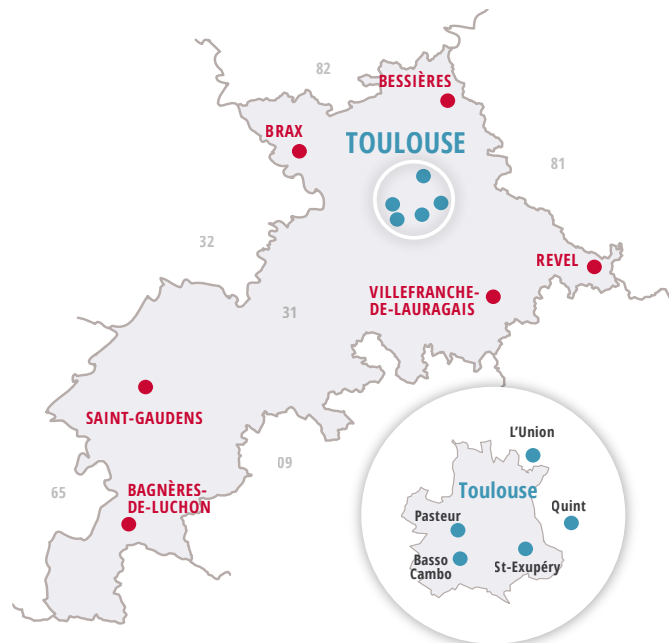 82
BESSIÈRES
BRAX
TOULOUSE
81
32
REVEL
VILLEFRANCHE-
DE-LAURAGAIS
31
SAINT-GAUDENS
09
65
BAGNÈRES-
DE-LUCHON
L'Union
Toulouse
Quint
Pasteur
Basso
Cambo
St-Exupéry